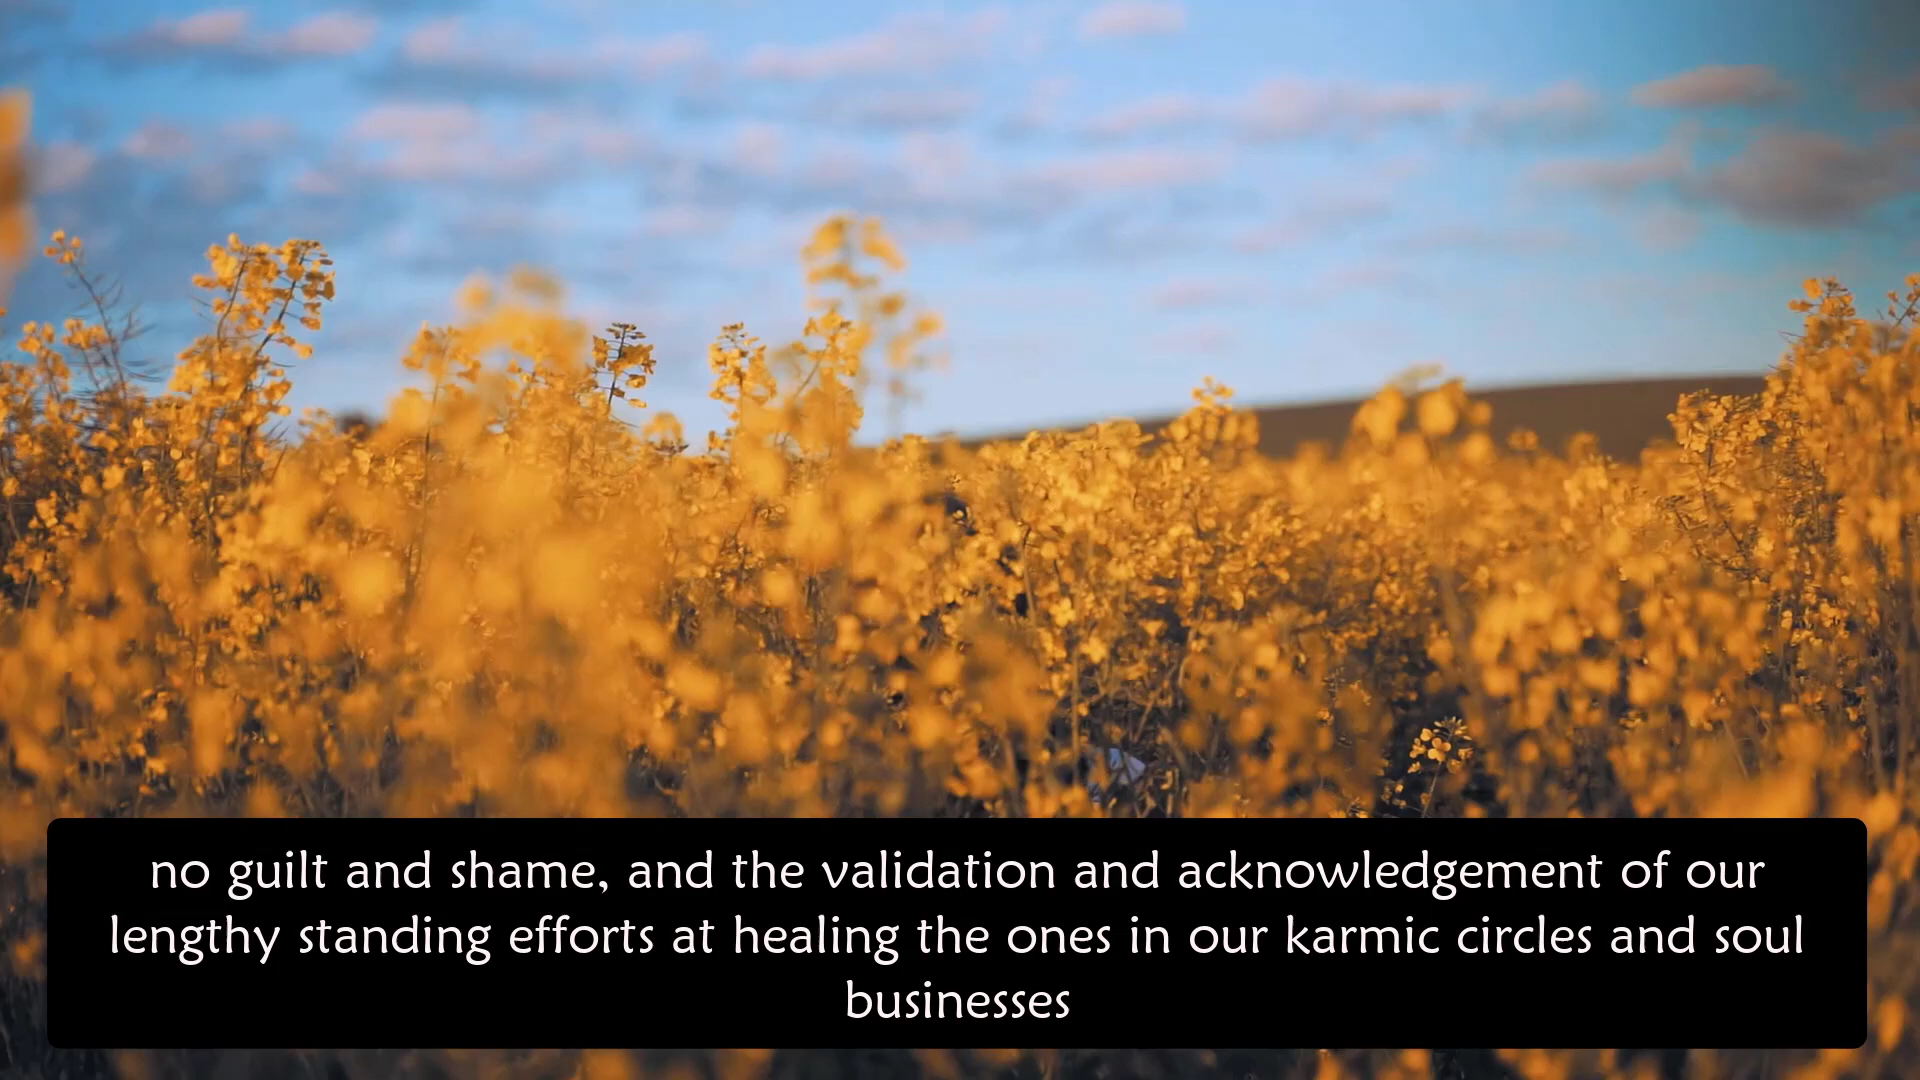 no guilt and shame, and the validation and acknowledgement of our
lengthy standing efforts at healing the ones in our karmic circles and soul
businesses